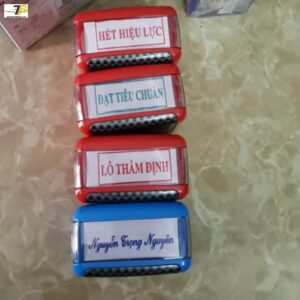 HẾT HIỆU LỰC
ĐẠT TIÊU CHUẨN
LÔ THẨM ĐỊNH
Nguyễn Trọng Nguyên